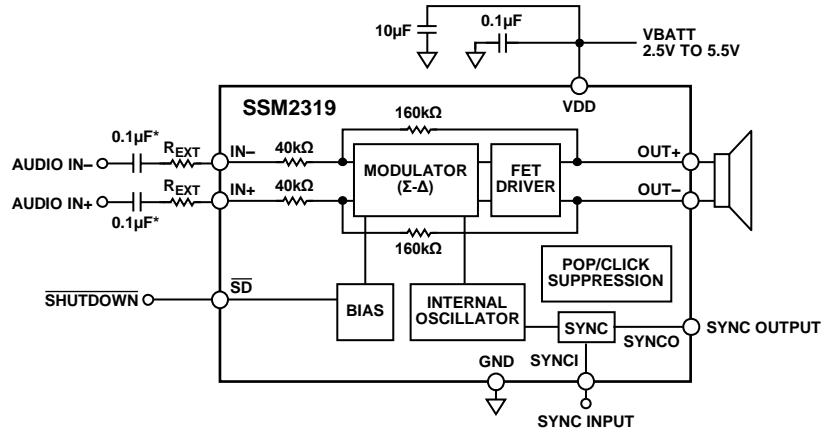 10µF
0.1µF
VBATT
2.5V TO 5.5V
VDD
SSM2319
160kΩ
0.1µF*
REXT
IN–
40kΩ
AUDIO IN–
MODULATOR
(Σ-Δ)
FET
DRIVER
OUT+
REXT
IN+
40kΩ
AUDIO IN+
0.1µF*
OUT–
160kΩ
POP/CLICK
SUPPRESSION
SHUTDOWN
SD
BIAS
INTERNAL
OSCILLATOR
SYNC
SYNCO
SYNC OUTPUT
GND
SYNCI
SYNC INPUT